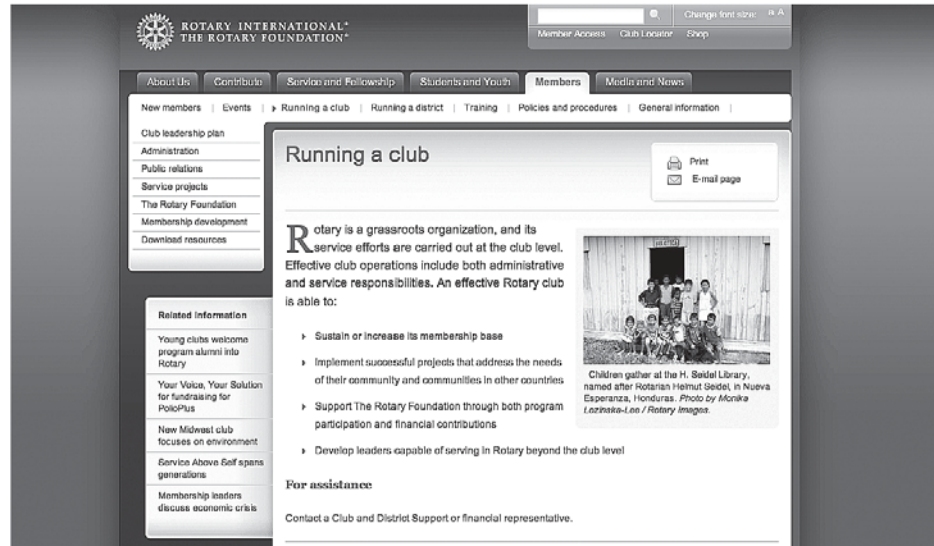 ROTARY INTERNATIONAL®
THE ROTARY FOUNDATION®
Change font size: a A
Member Access Club Locator Shop
About Us Contribute Service and Fellowship Students and Youth Members Media and News
New members | Events | Running a club | Running a district | Training | Policies and procedures | General information |
Club leadership plan
Administration
Public relations
Service projects
The Rotary Foundation
Membership development
Download resources
Related Information
Young clubs welcome
program alumni into
Rotary
Your Voice, Your Solution
for fundraising for
PolioPlus
New Midwest club
focuses on environment
Service Above Self spans
generations
Membership leaders
discuss economic crisis
Running a club
Print
E-mail page
Rotary is a grassroots organization, and its
service efforts are carried out at the club level.
Effective club operations include both administrative
and service responsibilities. An effective Rotary club
is able to:
Sustain or increase its membership base
Implement successful projects that address the needs
of their community and communities in other countries
Support The Rotary Foundation through both program
participation and financial contributions
Develop leaders capable of serving in Rotary beyond the club level
Children gather at the H. Seidel Library,
named after Rotarian Helmut Seidel, in Nueva
Esperanza, Honduras. Photo by Monika
Lozinska-Lee / Rotary Images.
For assistance
Contact a Club and District Support or financial representative.